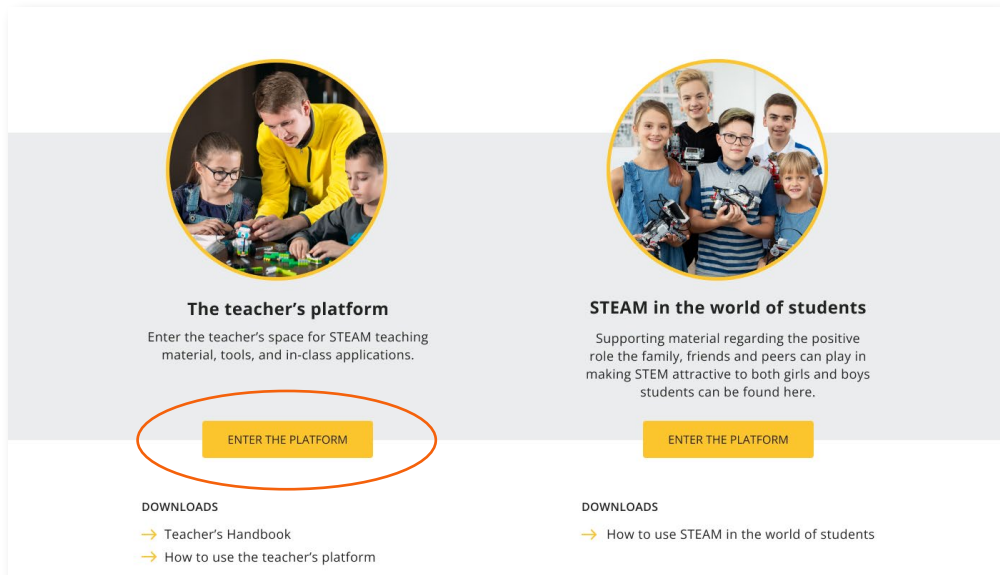 The teacher’s platform
Enter the teacher’s space for STEAM teaching
material, tools, and in-class applications.
ENTER THE PLATFORM
DOWNLOADS
→ Teacher’s Handbook
→ How to use the teacher’s platform
STEAM in the world of students
Supporting material regarding the positive
role the family, friends and peers can play in
making STEM attractive to both girls and boys
students can be found here.
ENTER THE PLATFORM
DOWNLOADS
→ How to use STEAM in the world of students